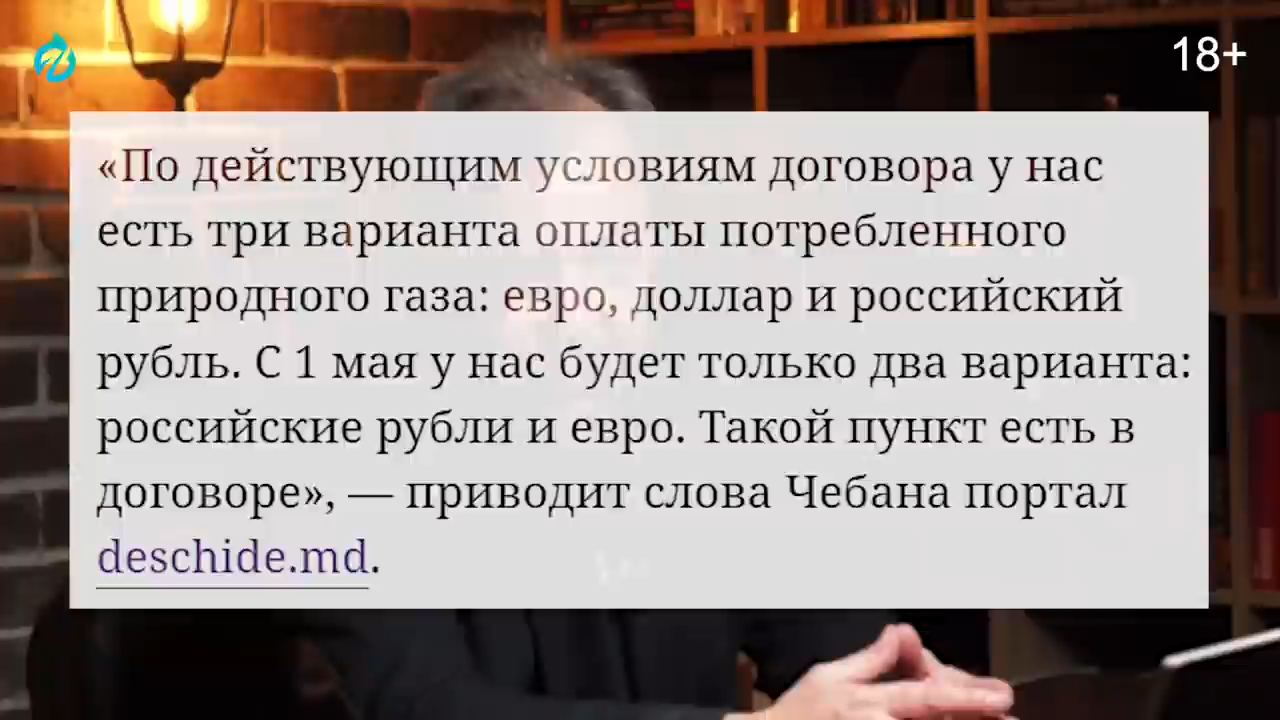 18+
«По действующим условиям договора у нас
есть три варианта оплаты потребленного
природного газа: евро, доллар и российский
рубль. С 1 мая у нас будет только два варианта:
российские рубли и евро. Такой пункт есть в
договоре», — приводит слова Чебана портал
deschide.md.